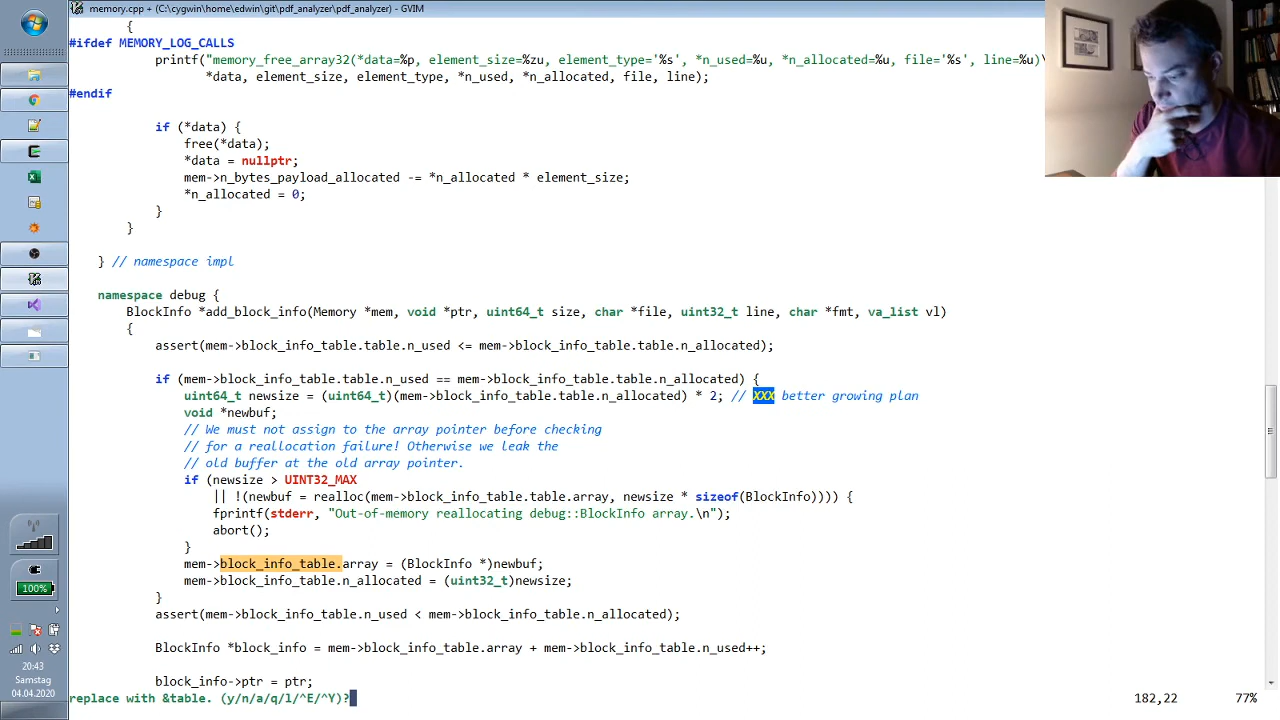 memory.cpp + (C:\cygwin\home\edwin\git\pdf_analyzer\pdf_analyzer) - GVIM
{
#ifdef MEMORY_LOG_CALLS
printf("memory_free_array32(*data=%p, element_size=%zu, element_type='%s', *n_used=%u, *n_allocated=%u, file='%s', line=%u)\
*data, element_size, element_type, *n_used, *n_allocated, file, line);
#endif
if (*data) {
free(*data);
*data = nullptr;
mem->n_bytes_payload_allocated -= *n_allocated * element_size;
*n_allocated = 0;
}
}
} // namespace impl
namespace debug {
BlockInfo *add_block_info(Memory *mem, void *ptr, uint64_t size, char *file, uint32_t line, char *fmt, va_list vl)
{
assert(mem->block_info_table.table.n_used <= mem->block_info_table.table.n_allocated);
if (mem->block_info_table.table.n_used == mem->block_info_table.table.n_allocated) {
uint64_t newsize = (uint64_t)(mem->block_info_table.table.n_allocated) * 2; // XXX better growing plan
void *newbuf;
// We must not assign to the array pointer before checking
// for a reallocation failure! Otherwise we leak the
// old buffer at the old array pointer.
if (newsize > UINT32_MAX
|| !(newbuf = realloc(mem->block_info_table.table.array, newsize * sizeof(BlockInfo)))) {
fprintf(stderr, "Out-of-memory reallocating debug::BlockInfo array.\n");
abort();
}
mem->block_info_table.array = (BlockInfo *)newbuf;
mem->block_info_table.n_allocated = (uint32_t)newsize;
}
assert(mem->block_info_table.n_used < mem->block_info_table.n_allocated);
BlockInfo *block_info = mem->block_info_table.array + mem->block_info_table.n_used++;
block_info->ptr = ptr;
replace with &table. (y/n/a/q/l/^E/^Y)?
182,22 77%
100%
20:43
Samstag
04.04.2020